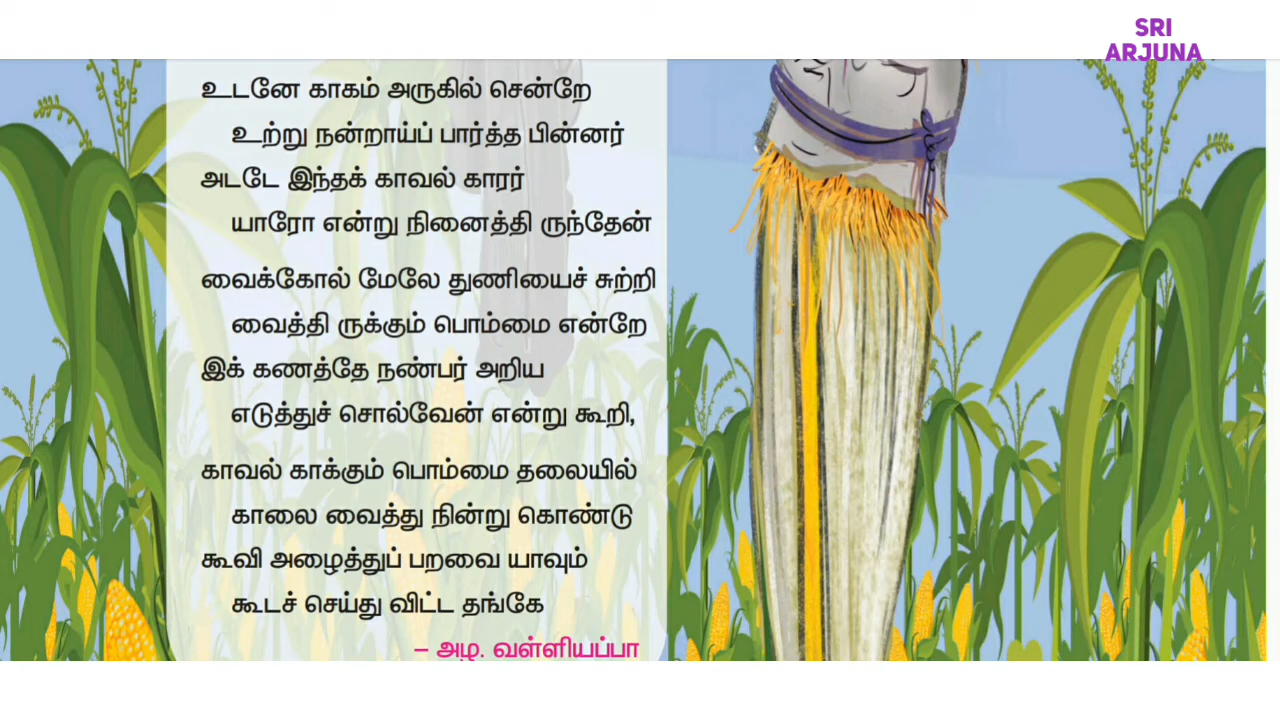 SRI
ARJUNA
உடனே காகம் அருகில் சென்றே
உற்று நன்றாய்ப் பார்த்த பின்னர்
அடடே இந்தக் காவல் காரர்
யாரோ என்று நினைத்தி ருந்தேன்
வைக்கோல் மேலே துணியைச் சுற்றி
வைத்தி ருக்கும் பொம்மை என்றே
இக் கணத்தே நண்பர் அறிய
எடுத்துச் சொல்வேன் என்று கூறி,
காவல் காக்கும் பொம்மை தலையில்
காலை வைத்து நின்று கொண்டு
கூவி அழைத்துப் பறவை யாவும்
கூடச் செய்து விட்ட தங்கே
– அழ. வள்ளியப்பா